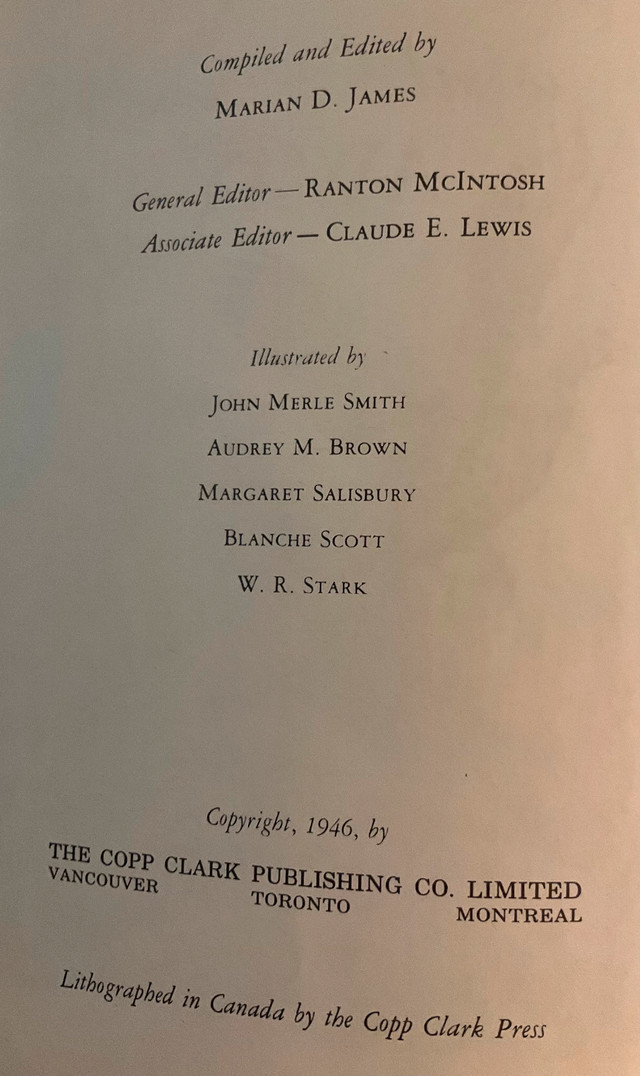 Compiled and Edited by
MARIAN D. JAMES
General Editor — RANTON MCINTOSH
Associate Editor — CLAUDE E. LEWIS
Illustrated by
JOHN MERLE SMITH
AUDREY M. BROWN
MARGARET SALISBURY
BLANCHE SCOTT
W. R. STARK
Copyright, 1946, by
THE COPP CLARK PUBLISHING CO. LIMITED
VANCOUVER TORONTO MONTREAL
Lithographed in Canada by the Copp Clark Press